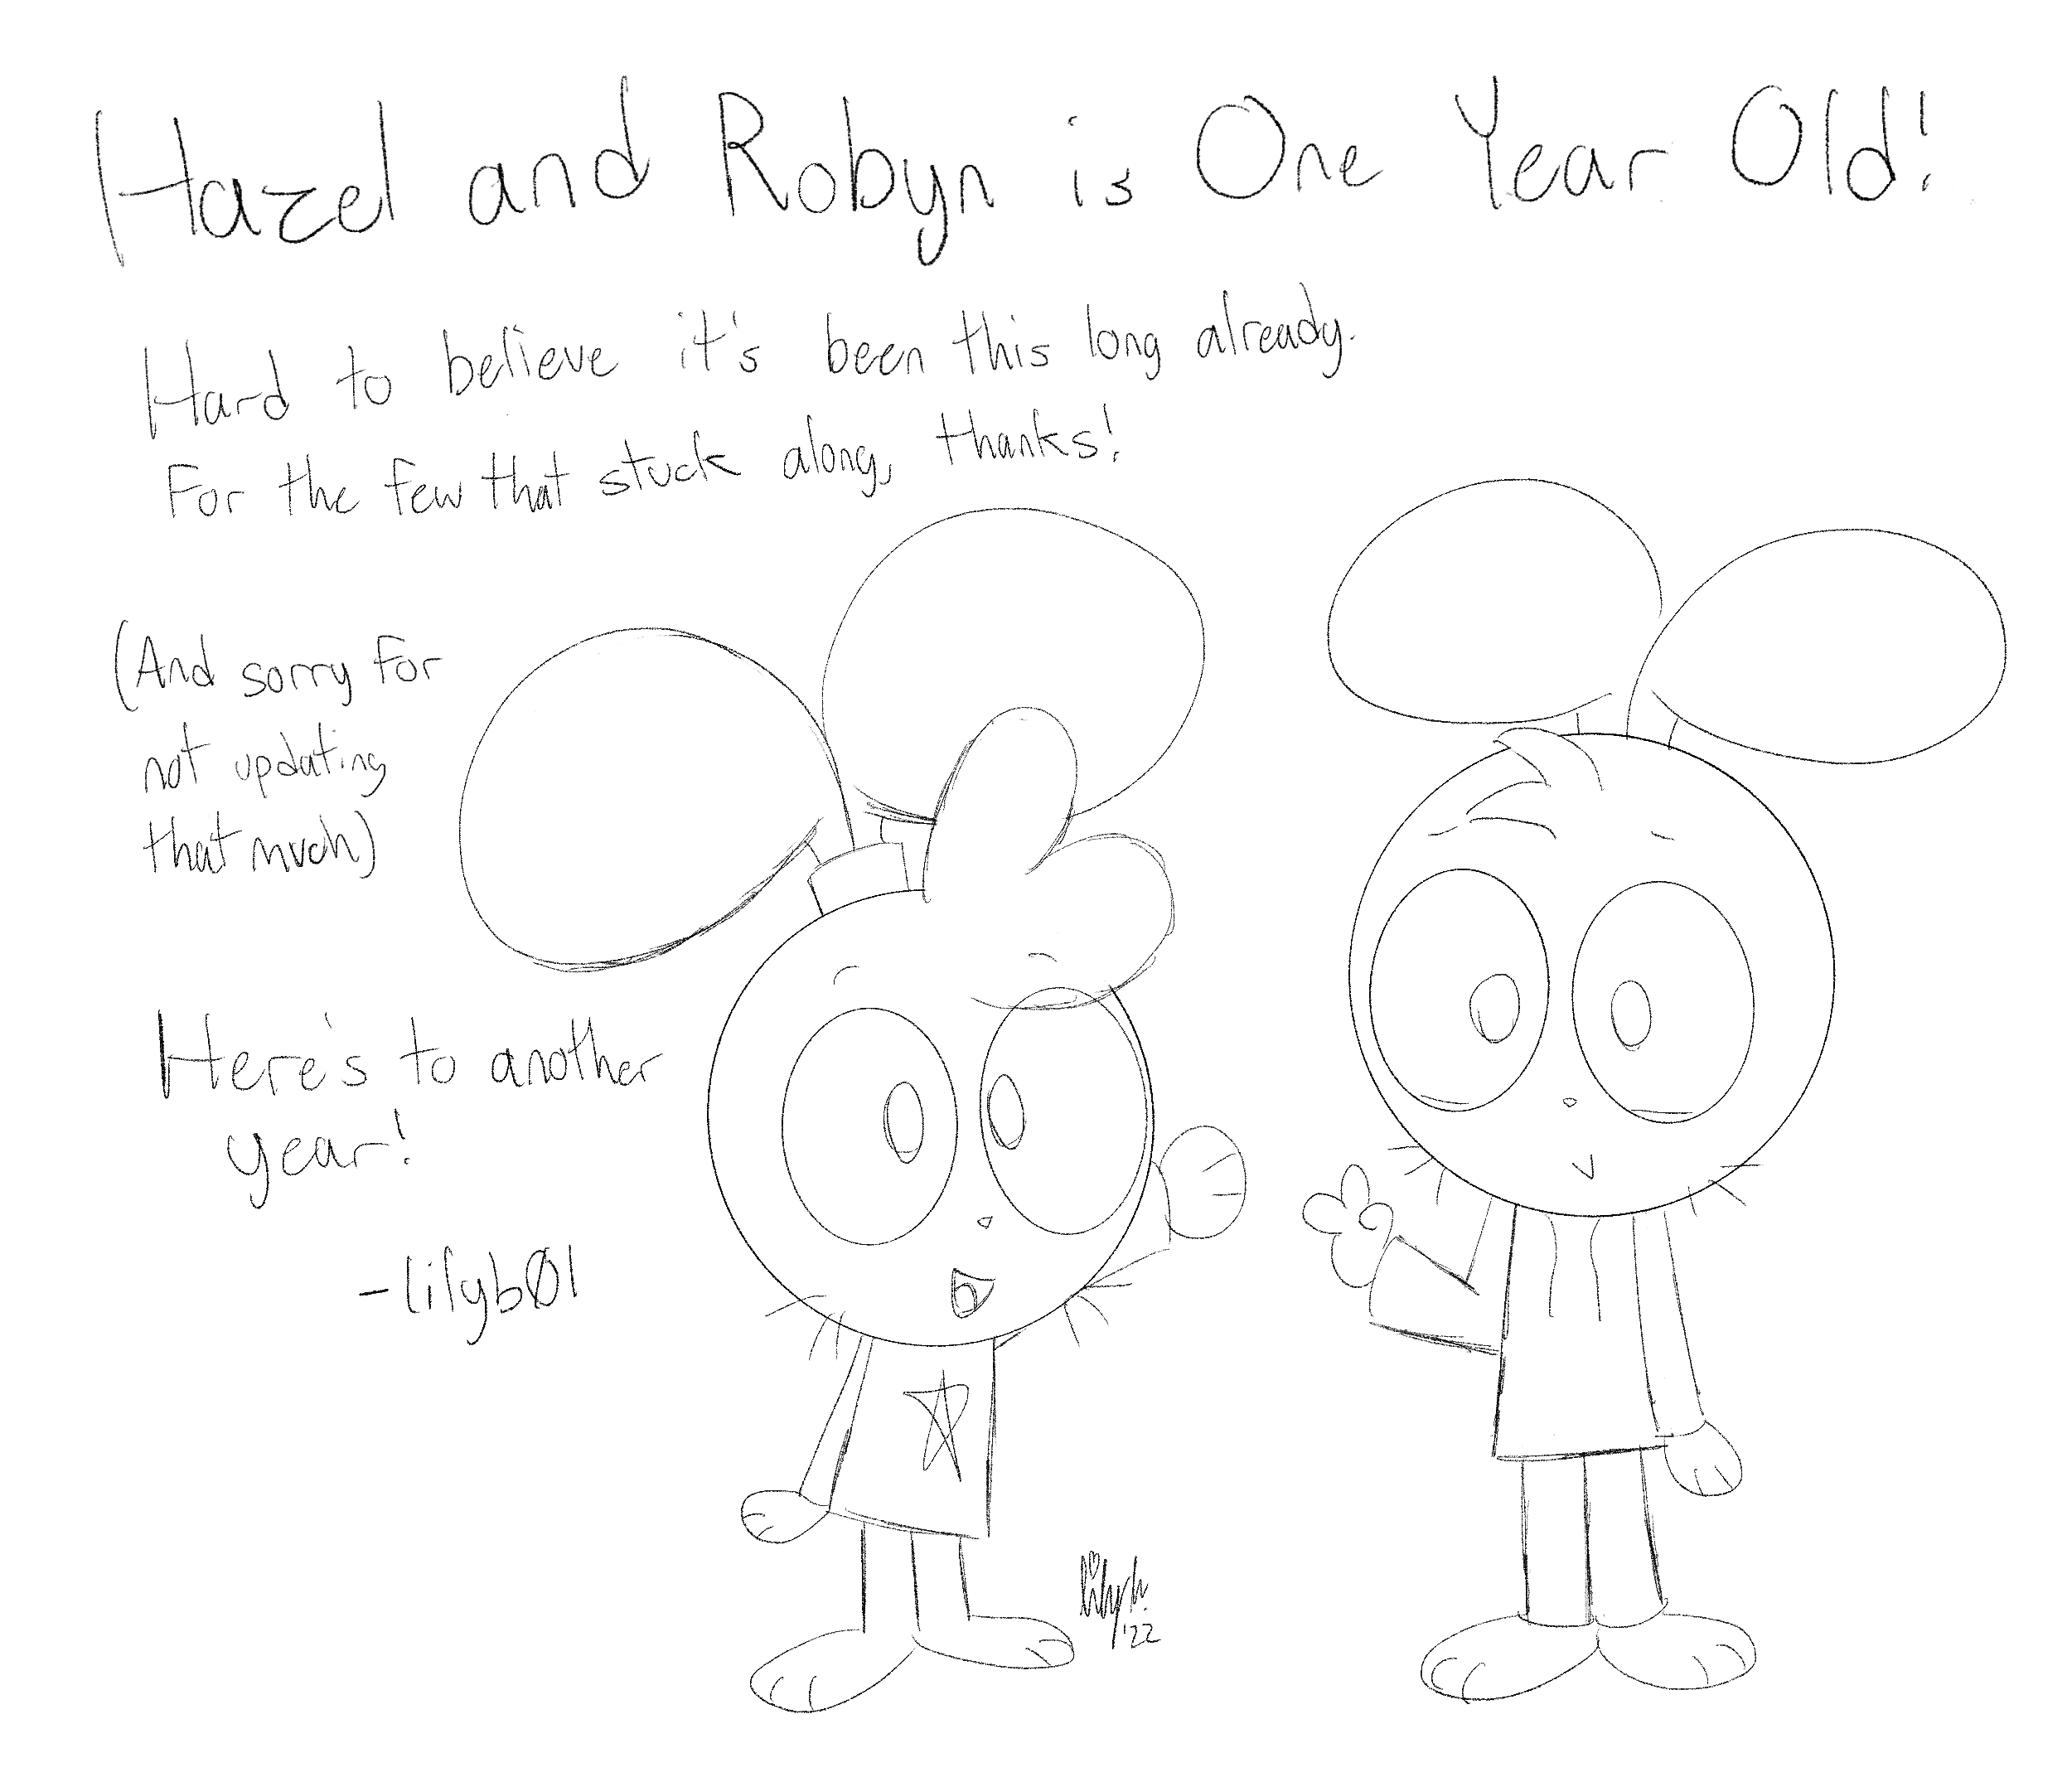 Hazel and Robyn is One Year Old!
Hard to believe it's been this long already.
For the few that stuck along, thanks!
(And sorry for
not updating
that much)
Here's to another
year!
-lilyb01
'22